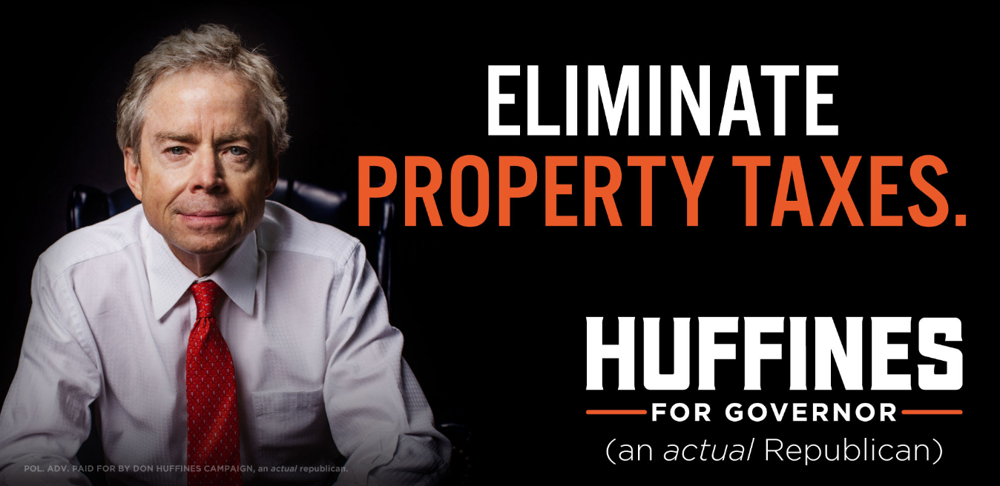 ELIMINATE
PROPERTY TAXES.
HUFFINES
FOR GOVERNOR
(an actual Republican)
POL. ADV. PAID FOR BY DON HUFFINES CAMPAIGN, an actual republican.